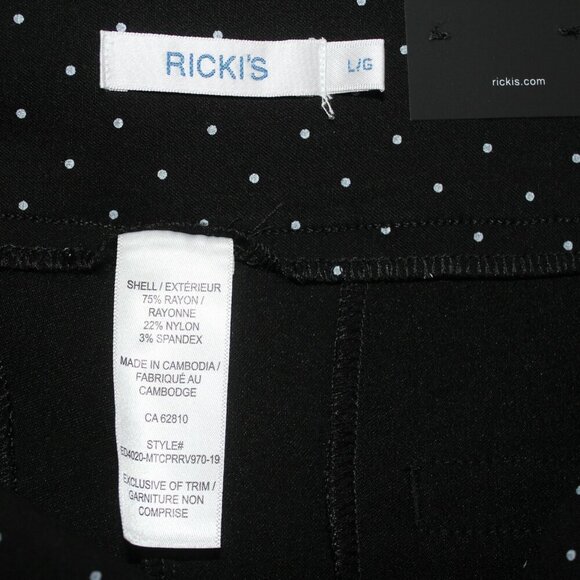 RICKI'S L/G
rickis.com
SHELL / EXTÉRIEUR
75% RAYON /
RAYONNE
22% NYLON
3% SPANDEX
MADE IN CAMBODIA /
FABRIQUÉ AU
CAMBODGE
CA 62810
STYLE#
ED4020-MTCPRRV970-19
EXCLUSIVE OF TRIM /
GARNITURE NON
COMPRISE